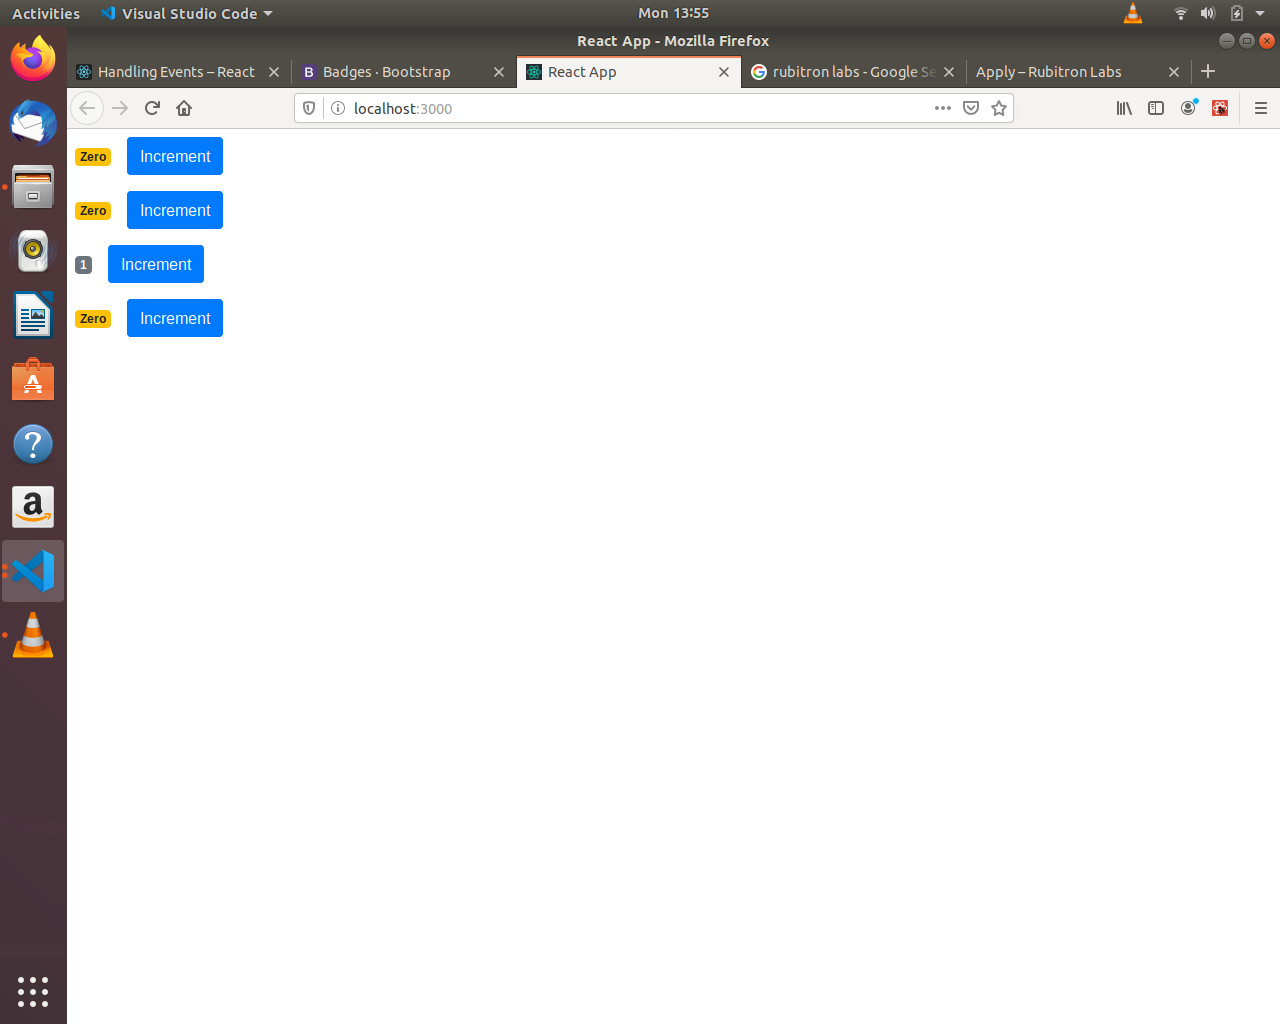 Activities
Visual Studio Code
Mon 13:55
React App - Mozilla Firefox
Handling Events – React
Badges · Bootstrap
React App
rubitron labs - Google Se
Apply – Rubitron Labs
localhost:3000
Zero Increment
Zero Increment
1 Increment
Zero Increment